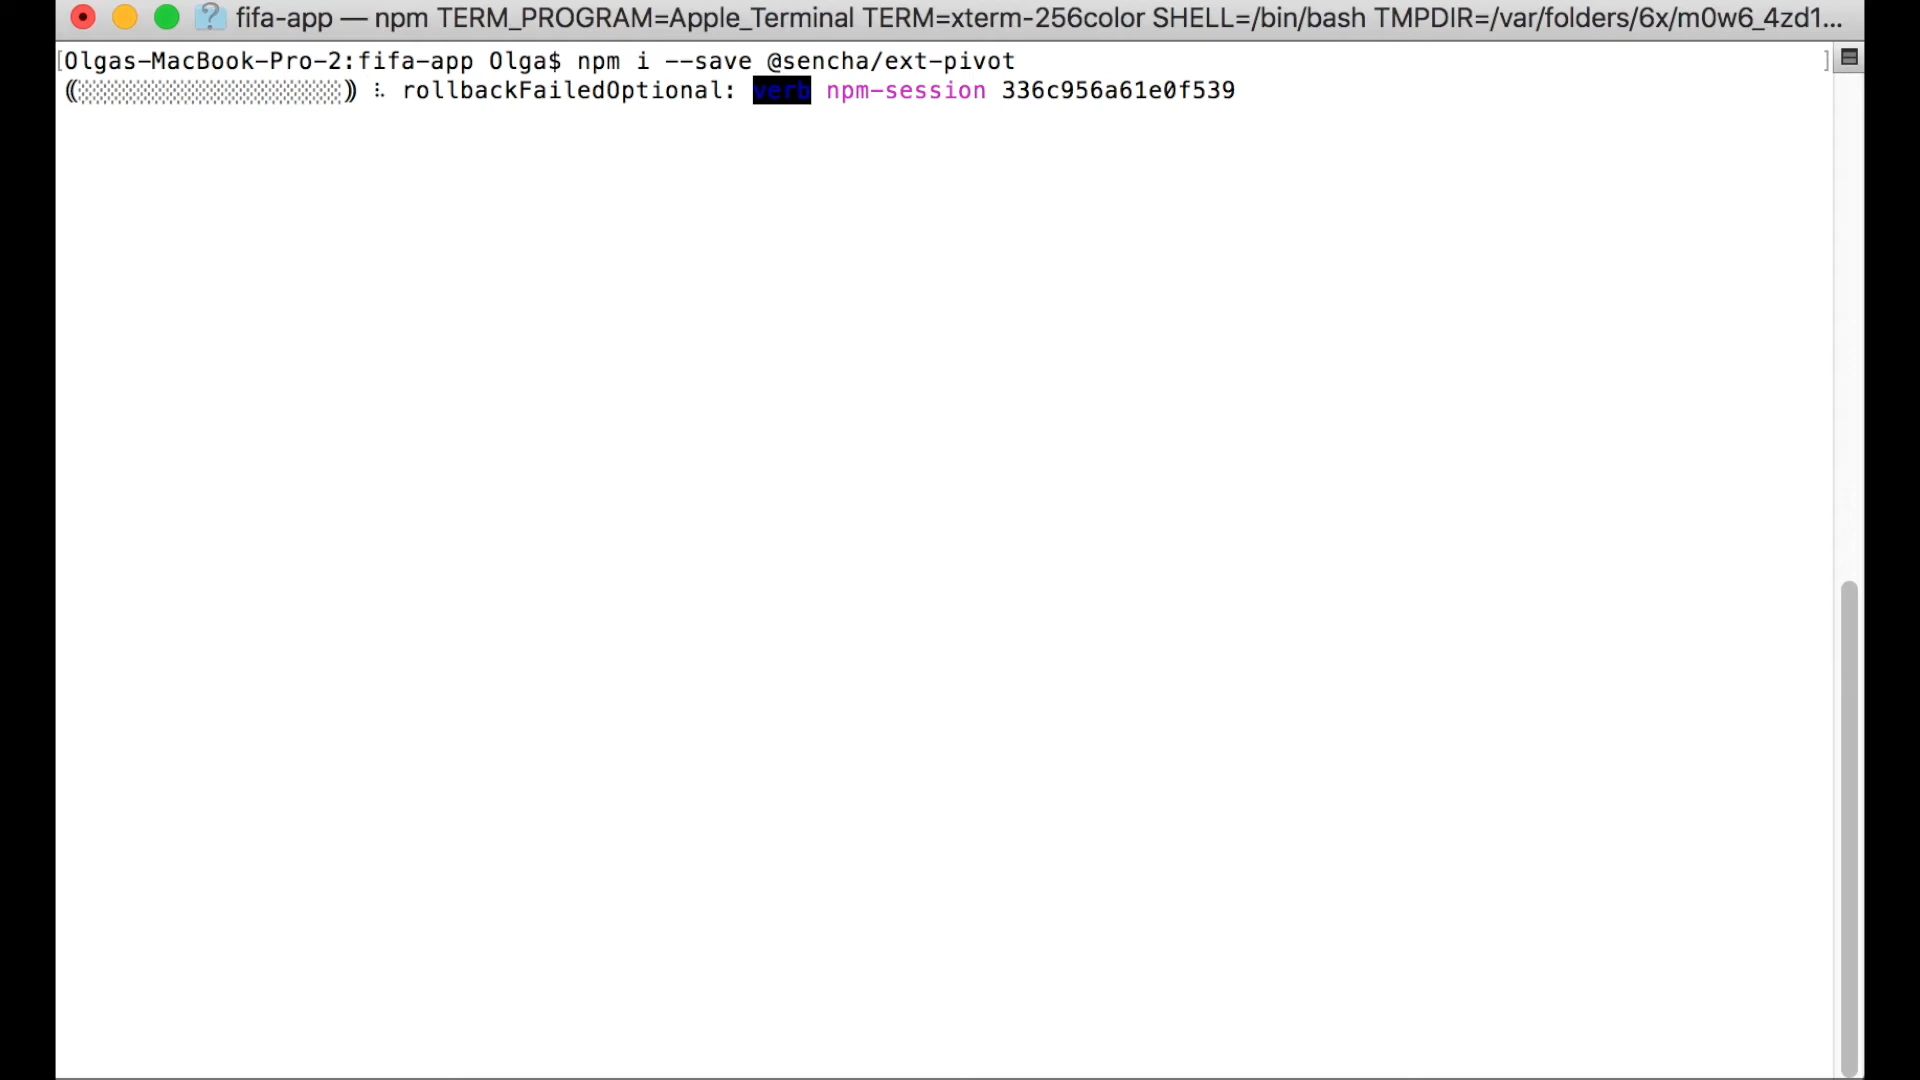 fifa-app — npm TERM_PROGRAM=Apple_Terminal TERM=xterm-256color SHELL=/bin/bash TMPDIR=/var/folders/6x/m0w6_4zd1...
[Olgas-MacBook-Pro-2:fifa-app Olga$ npm i --save @sencha/ext-pivot ]
⸨░░░░░░░░░░░░░░░░░░⸩ ⠧ rollbackFailedOptional: verb npm-session 336c956a61e0f539